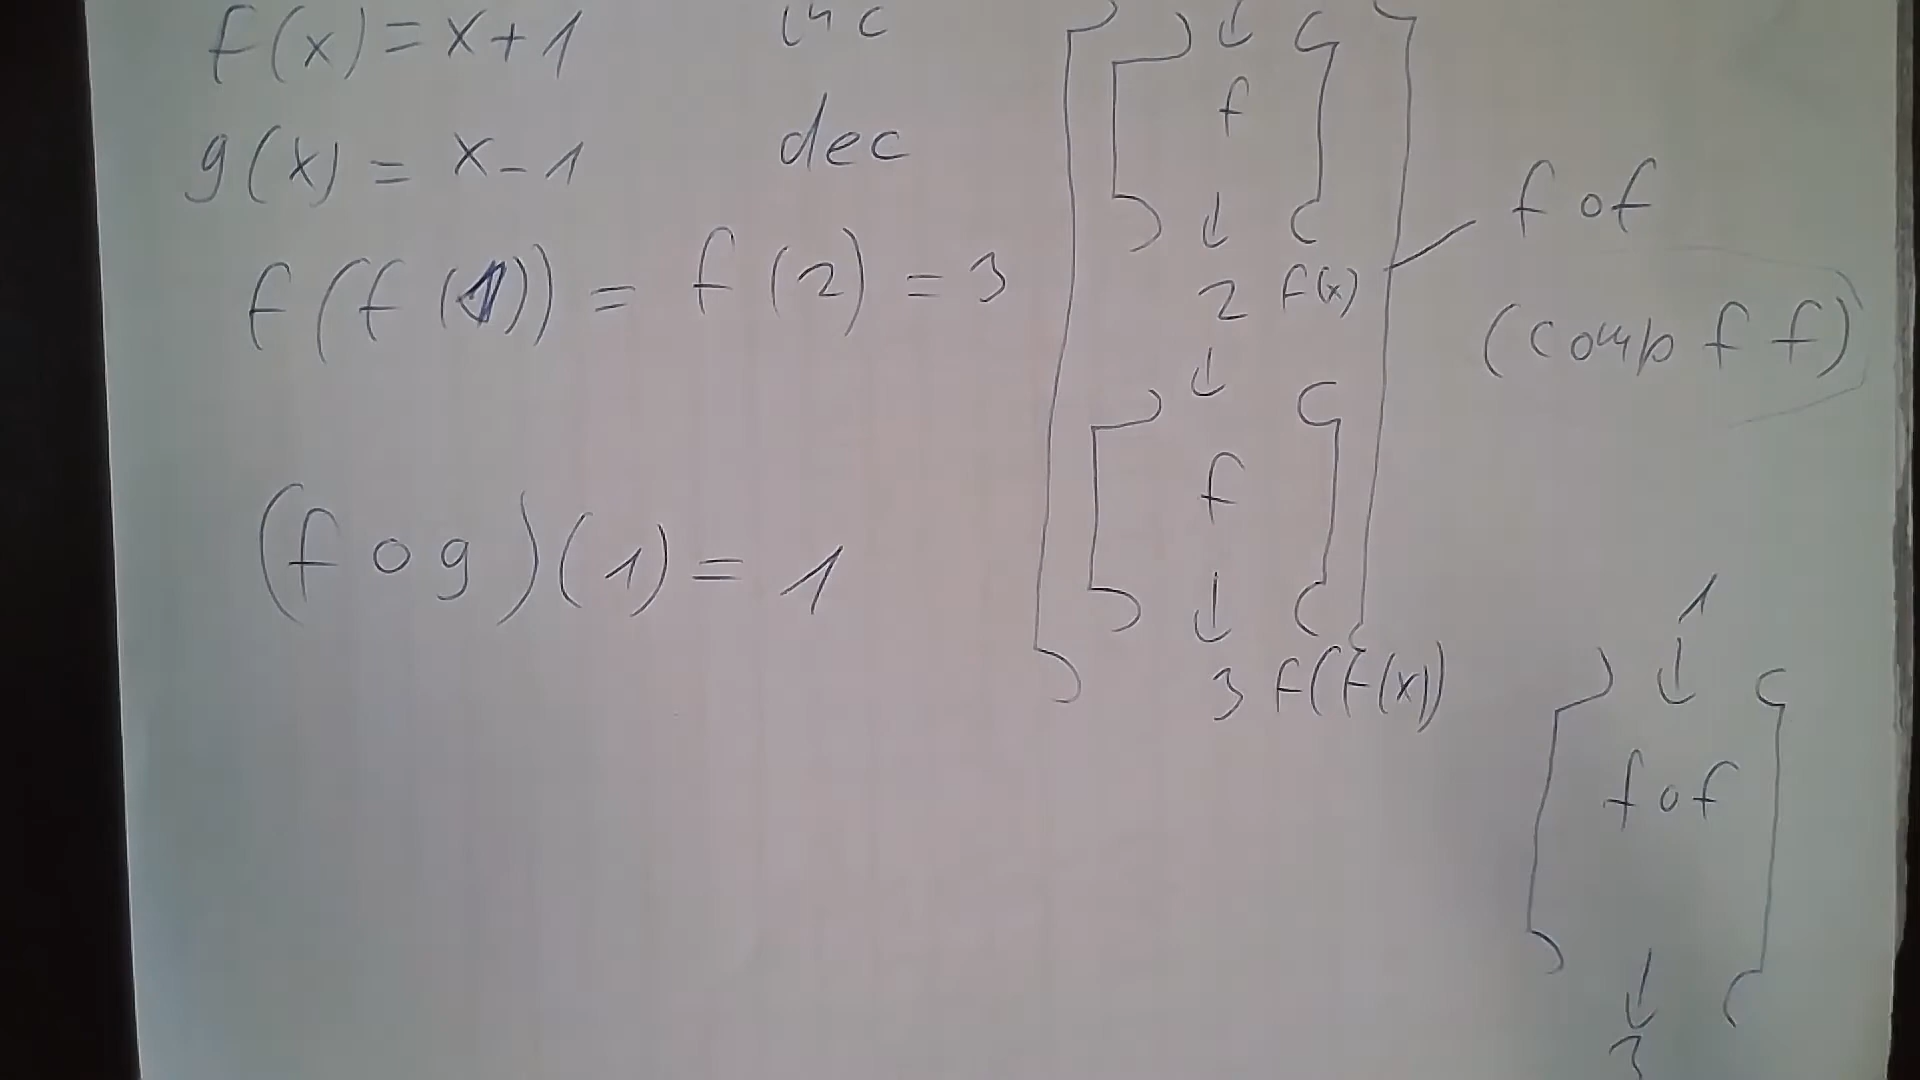 f(x) = x + 1 inc
g(x) = x - 1 dec
f(f(1)) = f(2) = 3
(f o g)(1) = 1
↓
f
↓
2 f(x)
↓
f
↓
3 f(f(x))
f o f
(comp f f)
1
↓
f o f
↓
3